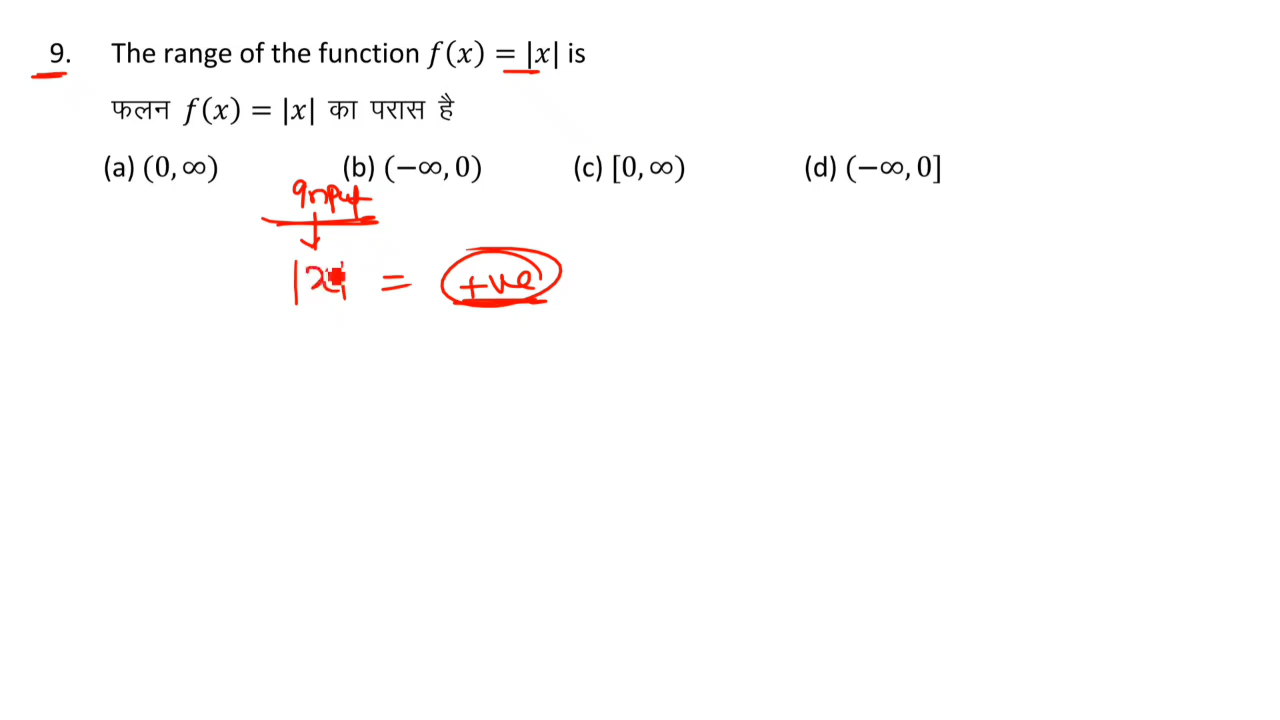 9. The range of the function f(x) = |x| is
फलन f(x) = |x| का परास है
(a) (0, ∞) (b) (−∞, 0) (c) [0, ∞) (d) (−∞, 0]
Input
|x| = +ve